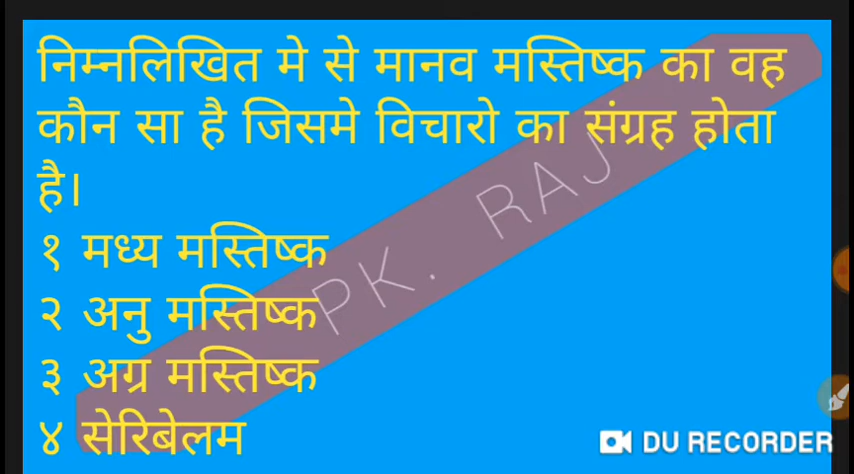 निम्नलिखित मे से मानव मस्तिष्क का वह
कौन सा है जिसमे विचारो का संग्रह होता
है।
१ मध्य मस्तिष्क
२ अनु मस्तिष्क
३ अग्र मस्तिष्क
४ सेरिबेलम
PK. RAJ
DU RECORDER